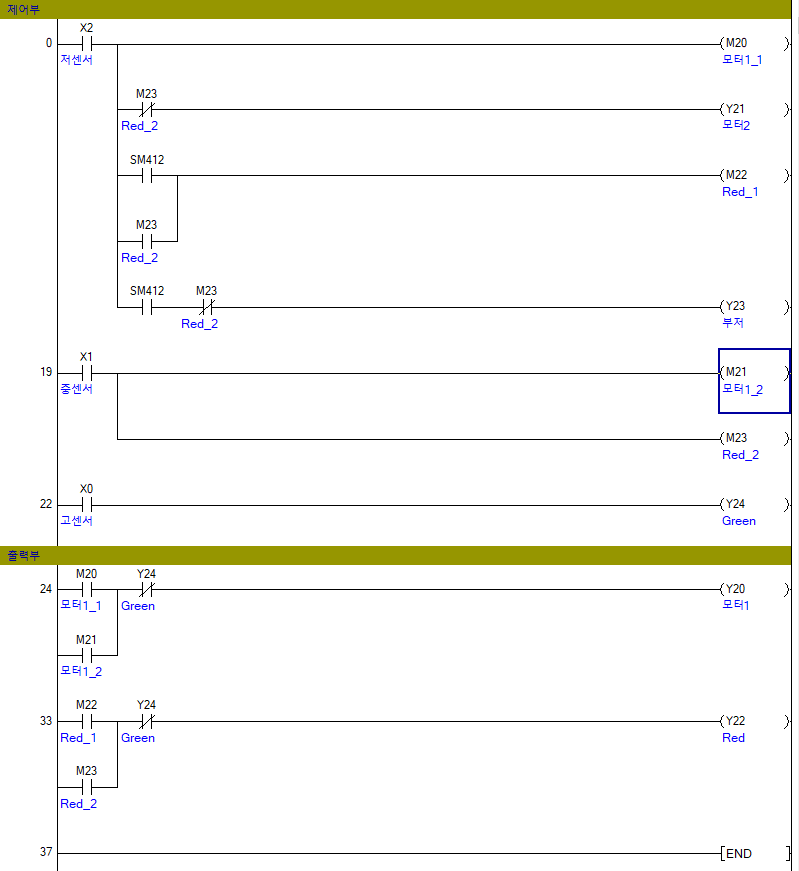 제어부
X2
0
M20
저센서
모터1_1
M23
Y21
Red_2
모터2
SM412
M22
Red_1
M23
Red_2
SM412
M23
Y23
Red_2
부저
X1
19
M21
중센서
모터1_2
M23
Red_2
X0
22
Y24
고센서
Green
출력부
M20
Y24
24
Y20
모터1_1
Green
모터1
M21
모터1_2
M22
Y24
33
Y22
Red_1
Green
Red
M23
Red_2
37
END